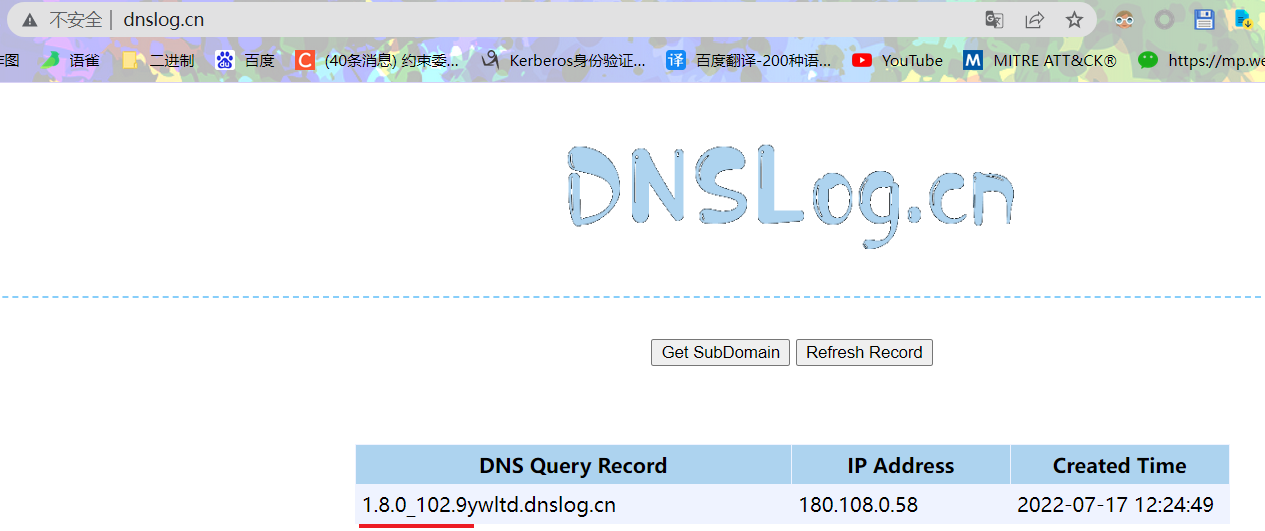 不安全 | dnslog.cn
作图 语雀 二进制 百度 (40条消息) 约束委... Kerberos身份验证... 百度翻译-200种语... YouTube MITRE ATT&CK® https://mp.we
DNSLog.cn
Get SubDomain Refresh Record
DNS Query Record IP Address Created Time
1.8.0_102.9ywltd.dnslog.cn 180.108.0.58 2022-07-17 12:24:49